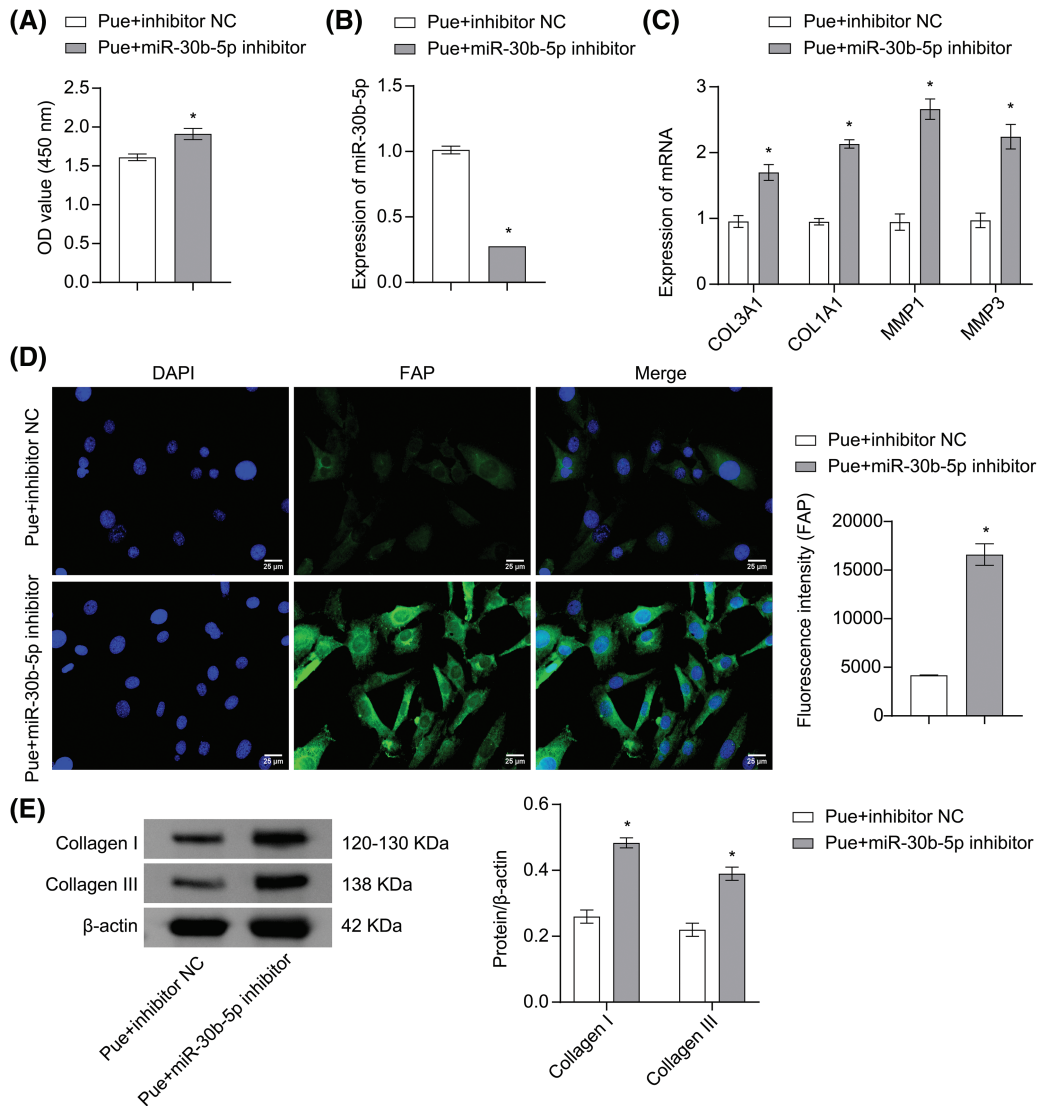 (A)
Pue+inhibitor NC
Pue+miR-30b-5p inhibitor
OD value (450 nm)
2.5
2.0
1.5
1.0
0.5
0.0
*
(B)
Pue+inhibitor NC
Pue+miR-30b-5p inhibitor
Expression of miR-30b-5p
1.5
1.0
0.5
0.0
*
(C)
Pue+inhibitor NC
Pue+miR-30b-5p inhibitor
Expression of mRNA
3
2
1
0
*
*
*
*
COL3A1
COL1A1
MMP1
MMP3
(D)
DAPI
FAP
Merge
Pue+inhibitor NC
25 µm
25 µm
25 µm
Pue+miR-30b-5p inhibitor
25 µm
25 µm
25 µm
Pue+inhibitor NC
Pue+miR-30b-5p inhibitor
Fluorescence intensity (FAP)
20000
15000
10000
5000
0
*
(E)
Collagen I
120-130 KDa
Collagen III
138 KDa
β-actin
42 KDa
Pue+inhibitor NC
Pue+miR-30b-5p inhibitor
Protein/β-actin
0.6
0.4
0.2
0.0
*
*
Collagen I
Collagen III
Pue+inhibitor NC
Pue+miR-30b-5p inhibitor